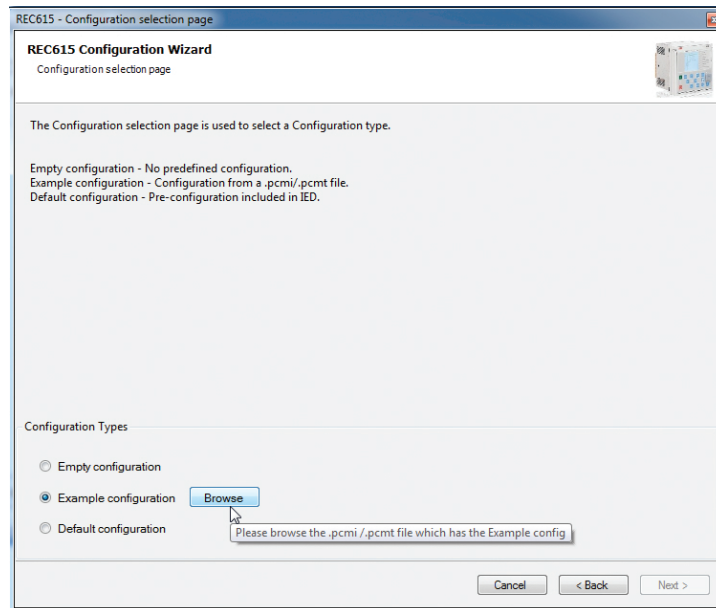 REC615 - Configuration selection page
REC615 Configuration Wizard
Configuration selection page
The Configuration selection page is used to select a Configuration type.
Empty configuration - No predefined configuration.
Example configuration - Configuration from a .pcmi/.pcmt file.
Default configuration - Pre-configuration included in IED.
Configuration Types
Empty configuration
Example configuration Browse
Default configuration
Please browse the .pcmi /.pcmt file which has the Example config
Cancel < Back Next >